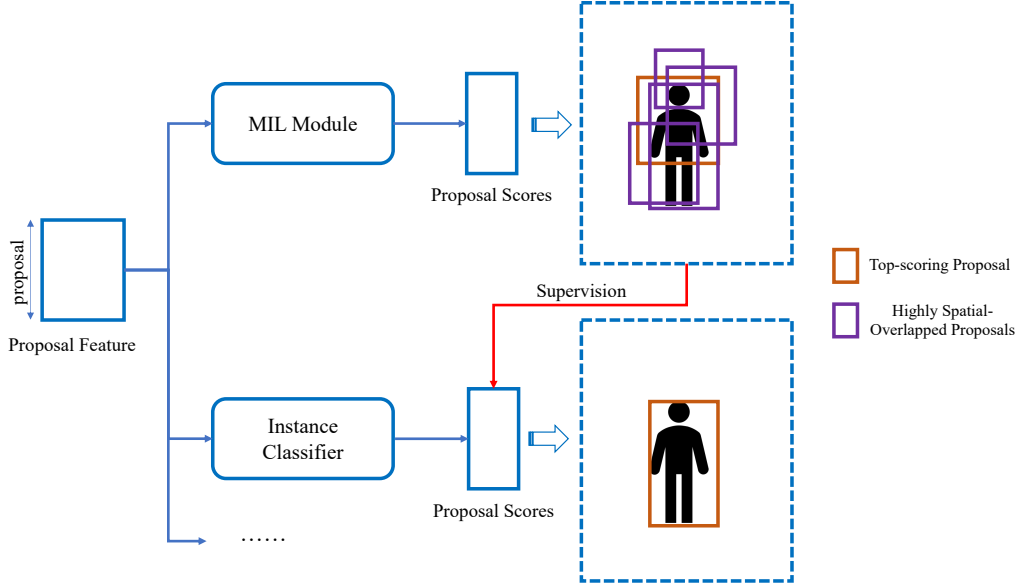 MIL Module
Proposal Scores
proposal
Proposal Feature
Top-scoring Proposal
Highly Spatial-
Overlapped Proposals
Supervision
Instance
Classifier
Proposal Scores
......